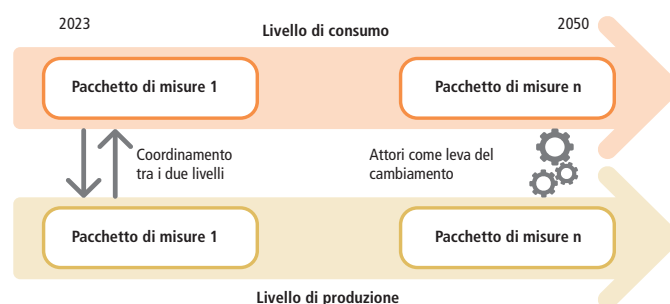 2023
Livello di consumo
2050
Pacchetto di misure 1
Pacchetto di misure n
Coordinamento
tra i due livelli
Attori come leva del
cambiamento
Pacchetto di misure 1
Pacchetto di misure n
Livello di produzione